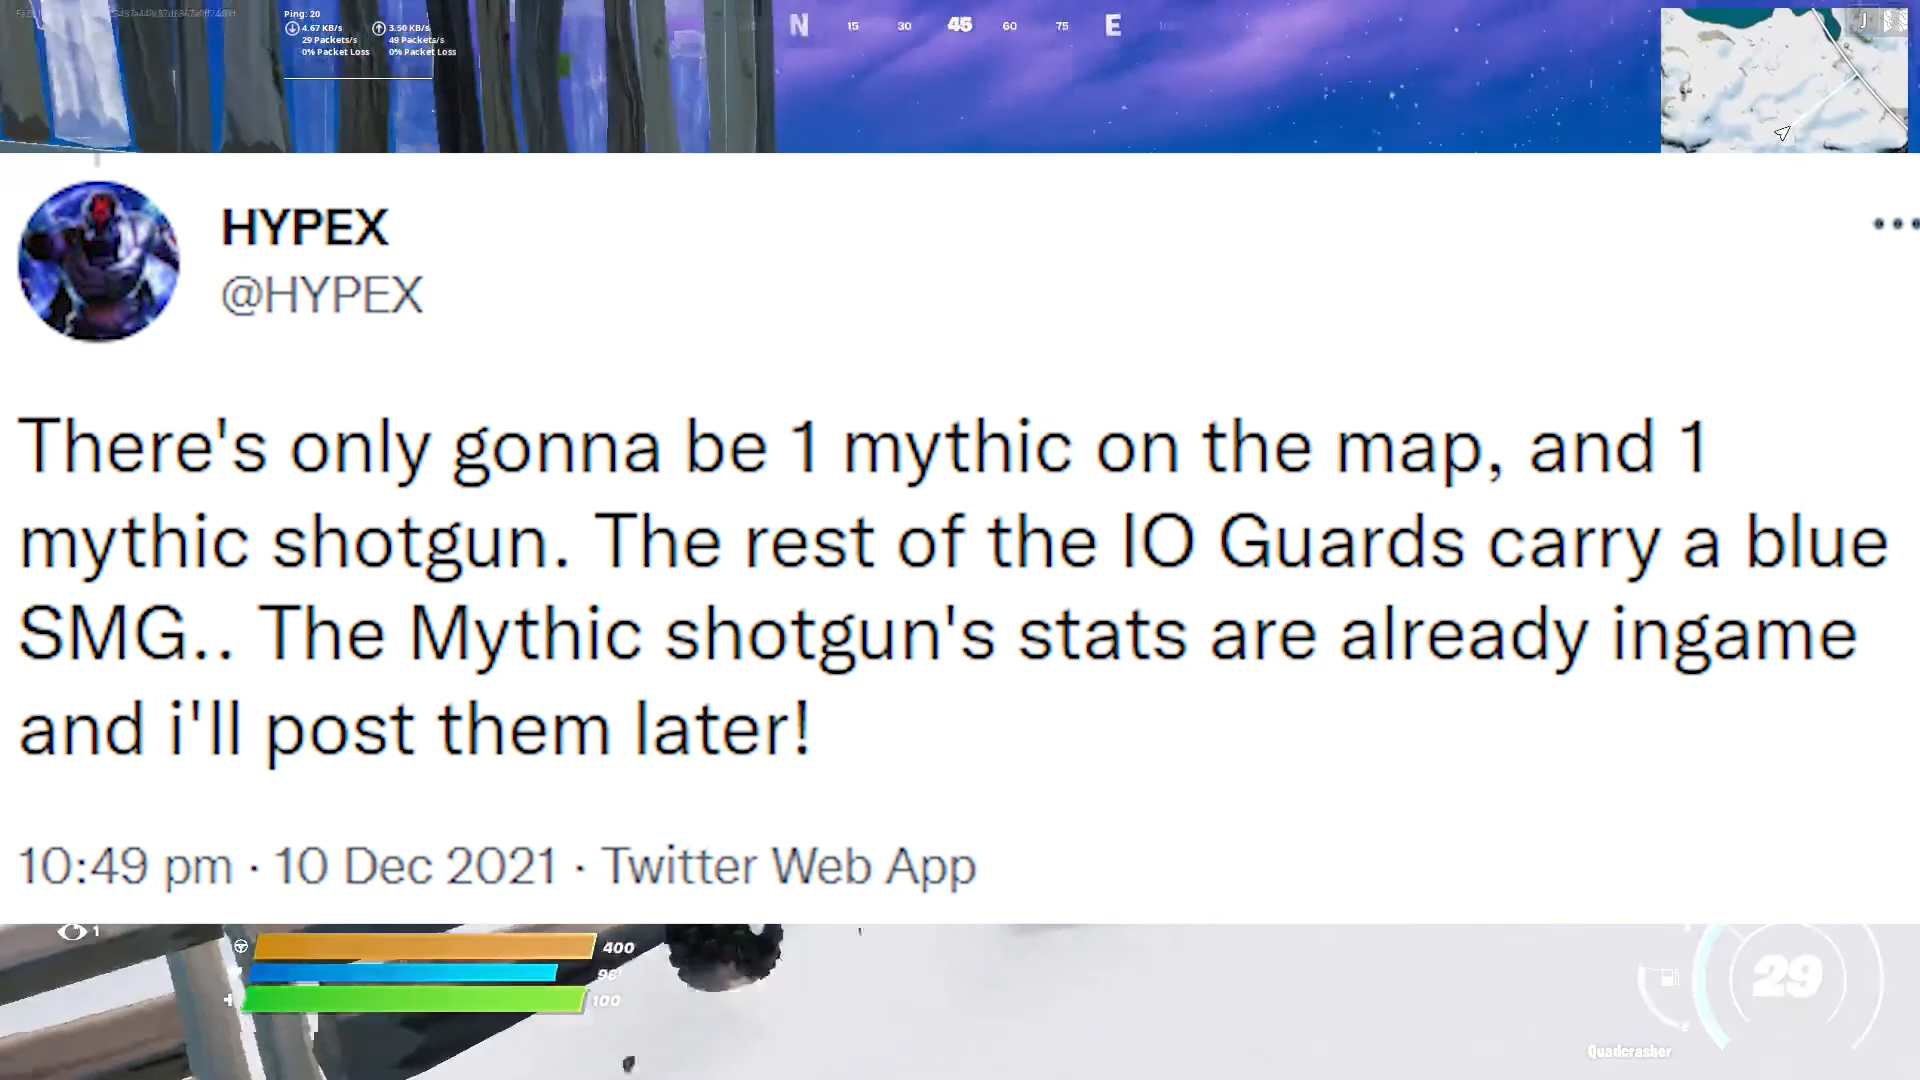 Ping: 20
4.67 KB/s 3.50 KB/s
29 Packets/s 49 Packets/s
0% Packet Loss 0% Packet Loss
N 15 30 45 60 75 E
J
HYPEX
@HYPEX
There's only gonna be 1 mythic on the map, and 1
mythic shotgun. The rest of the IO Guards carry a blue
SMG.. The Mythic shotgun's stats are already ingame
and i'll post them later!
10:49 pm · 10 Dec 2021 · Twitter Web App
1
400
100
29
Quadcrasher